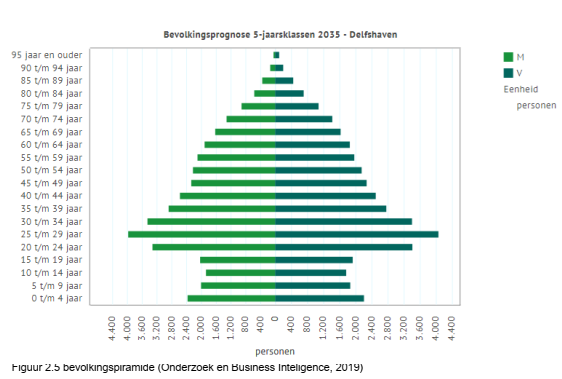 Bevolkingsprognose 5-jaarsklassen 2035 - Delfshaven
95 jaar en ouder
90 t/m 94 jaar
85 t/m 89 jaar
80 t/m 84 jaar
75 t/m 79 jaar
70 t/m 74 jaar
65 t/m 69 jaar
60 t/m 64 jaar
55 t/m 59 jaar
50 t/m 54 jaar
45 t/m 49 jaar
40 t/m 44 jaar
35 t/m 39 jaar
30 t/m 34 jaar
25 t/m 29 jaar
20 t/m 24 jaar
15 t/m 19 jaar
10 t/m 14 jaar
5 t/m 9 jaar
0 t/m 4 jaar
4.400 4.000 3.600 3.200 2.800 2.400 2.000 1.600 1.200 800 400 0 400 800 1.200 1.600 2.000 2.400 2.800 3.200 3.600 4.000 4.400
personen
M
V
Eenheid
personen
Figuur 2.5 bevolkingspiramide (Onderzoek en Business Inteligence, 2019)